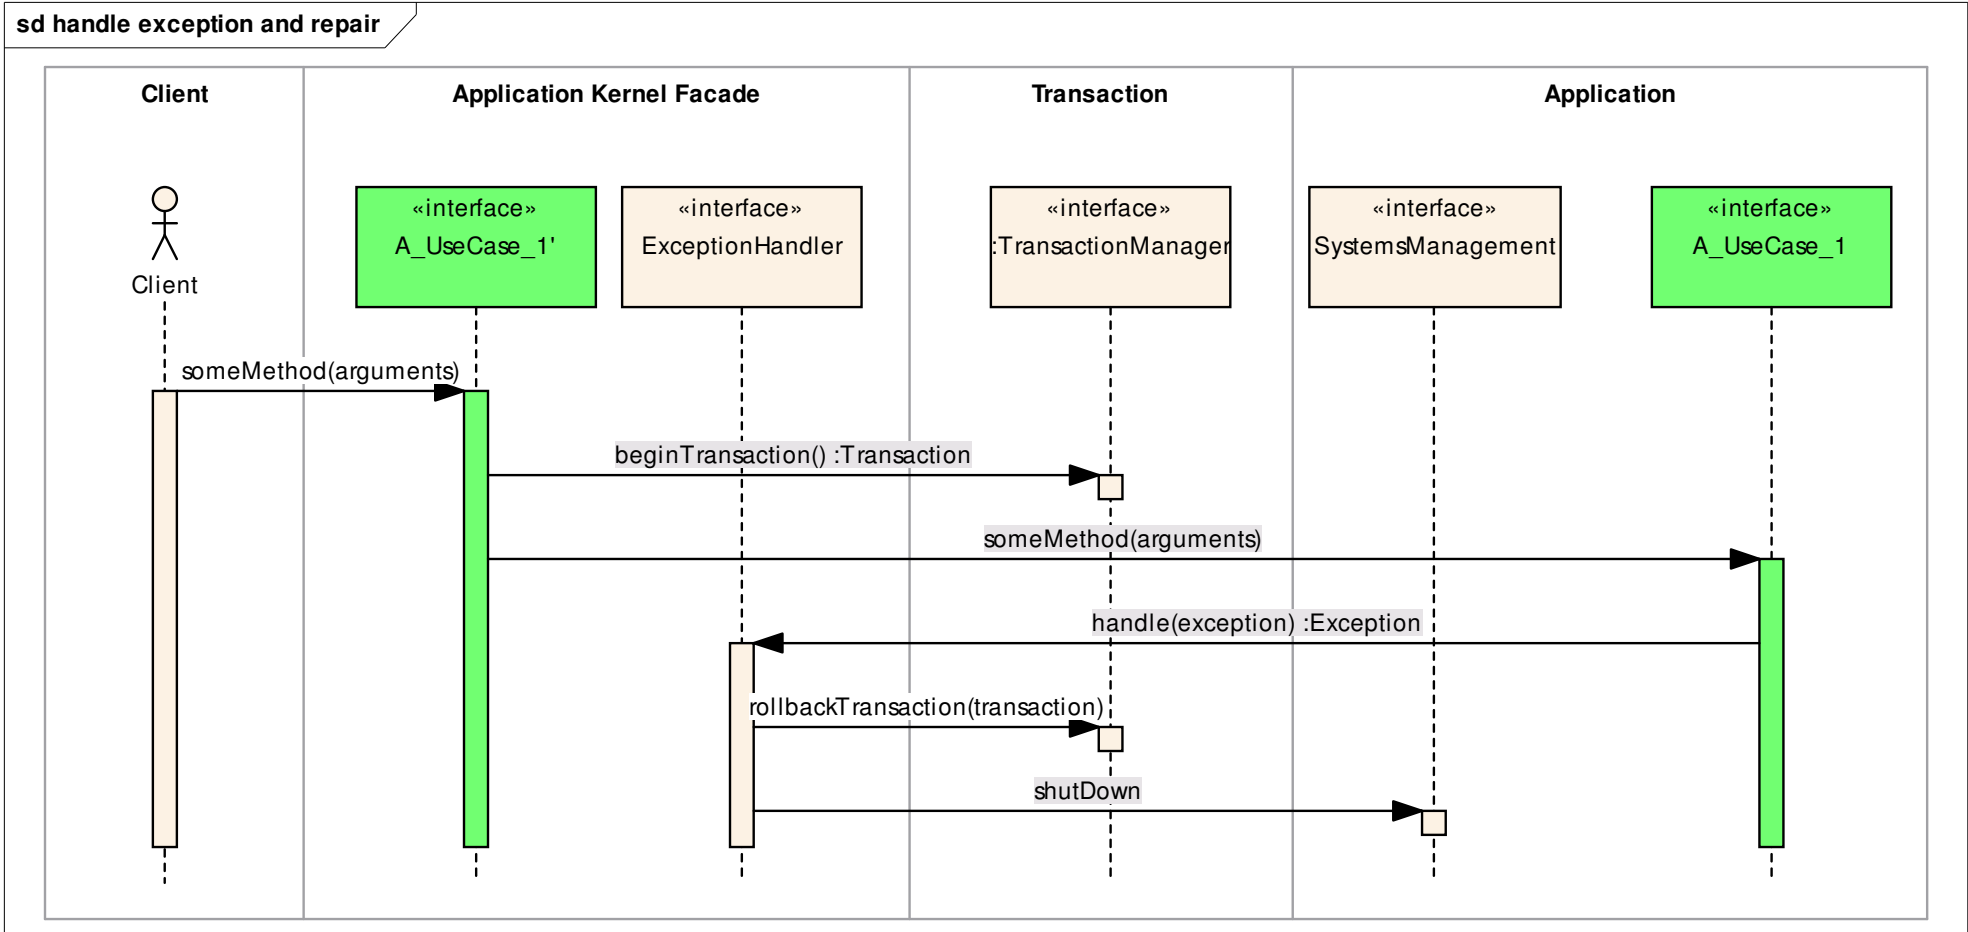 sd handle exception and repair
Client
Application Kernel Facade
Transaction
Application
Client
«interface»
A_UseCase_1'
«interface»
ExceptionHandler
«interface»
:TransactionManager
«interface»
SystemsManagement
«interface»
A_UseCase_1
someMethod(arguments)
beginTransaction() :Transaction
someMethod(arguments)
handle(exception) :Exception
rollbackTransaction(transaction)
shutDown